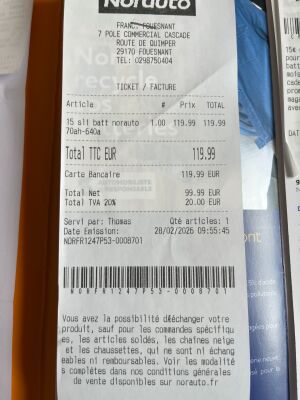 Norauto
FRANC. FOUESNANT
7 POLE COMMERCIAL CASCADE
ROUTE DE QUIMPER
29170 FOUESNANT
TEL: 0298750404
TICKET / FACTURE
Article # Prix TOTAL
15 sli batt norauto 1.00 119.99 119.99
70ah-640a
Total TTC EUR 119.99
Carte Bancaire 119.99 EUR
Total Net 99.99 EUR
Total TVA 20% 20.00 EUR
Servi par: Thomas Qté articles: 1
Date Emission: 28/02/2026 09:55:45
NORFR1247P53-0008701
NORFR1247P53-0008701
Vous avez la possibilité d'échanger votre
produit, sauf pour les commandes spécifiqu
es, les articles soldés, les chaînes neige
et les chaussettes, qui ne sont ni échang
eables ni remboursables. Voir les modalité
s complètes dans nos conditions générales
de vente disponibles sur norauto.fr